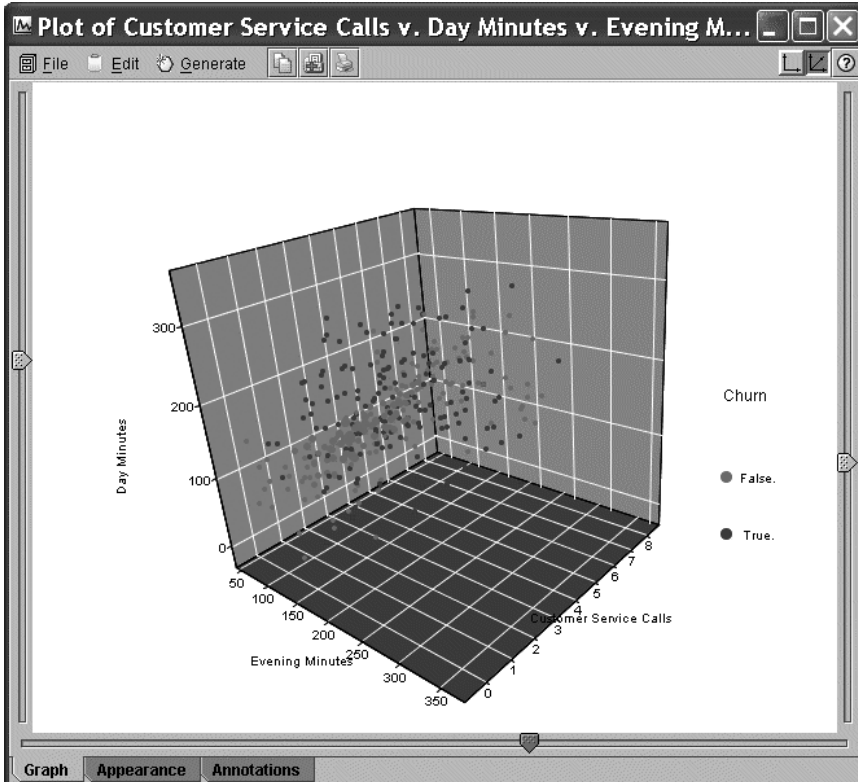 Plot of Customer Service Calls v. Day Minutes v. Evening M...
File Edit Generate
300
200
100
0
Day Minutes
50
100
150
200
250
300
350
Evening Minutes
0
1
2
3
4
5
6
7
8
Customer Service Calls
Churn
False.
True.
Graph Appearance Annotations